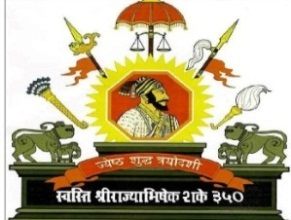 ज्येष्ठ शुद्ध त्रयोदशी
स्वस्ति श्रीराज्याभिषेक शके ३५०